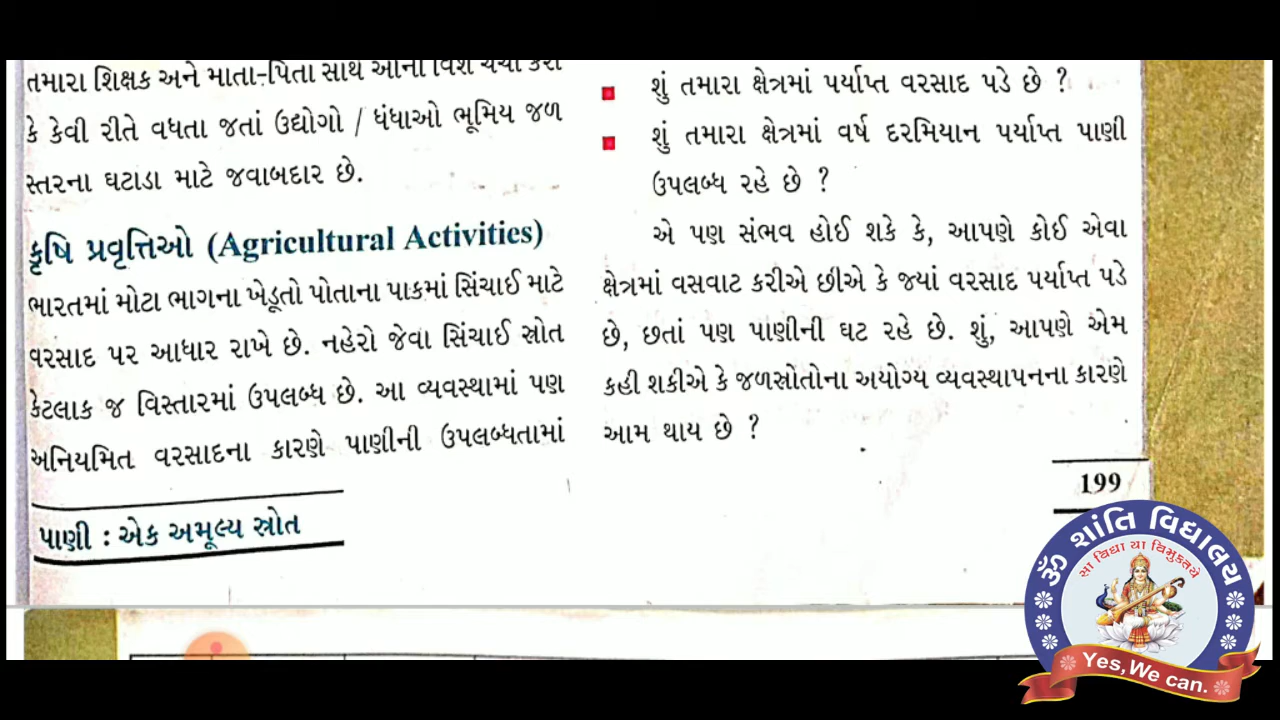 તમારા શિક્ષક અને માતા-પિતા સાથે આના વિશે ચર્ચા કરો
કે કેવી રીતે વધતા જતાં ઉદ્યોગો / ધંધાઓ ભૂમિય જળ
સ્તરના ઘટાડા માટે જવાબદાર છે.
કૃષિ પ્રવૃત્તિઓ (Agricultural Activities)
ભારતમાં મોટા ભાગના ખેડૂતો પોતાના પાકમાં સિંચાઈ માટે
વરસાદ પર આધાર રાખે છે. નહેરો જેવા સિંચાઈ સ્રોત
કેટલાક જ વિસ્તારમાં ઉપલબ્ધ છે. આ વ્યવસ્થામાં પણ
અનિયમિત વરસાદના કારણે પાણીની ઉપલબ્ધતામાં
પાણી : એક અમૂલ્ય સ્રોત
શું તમારા ક્ષેત્રમાં પર્યાપ્ત વરસાદ પડે છે ?
શું તમારા ક્ષેત્રમાં વર્ષ દરમિયાન પર્યાપ્ત પાણી
ઉપલબ્ધ રહે છે ?
એ પણ સંભવ હોઈ શકે કે, આપણે કોઈ એવા
ક્ષેત્રમાં વસવાટ કરીએ છીએ કે જ્યાં વરસાદ પર્યાપ્ત પડે
છે, છતાં પણ પાણીની ઘટ રહે છે. શું, આપણે એમ
કહી શકીએ કે જળસ્રોતોના અયોગ્ય વ્યવસ્થાપનના કારણે
આમ થાય છે ?
199
ૐ શાંતિ વિદ્યાલય
સા વિદ્યા યા વિમુક્તયે
Yes, We can.